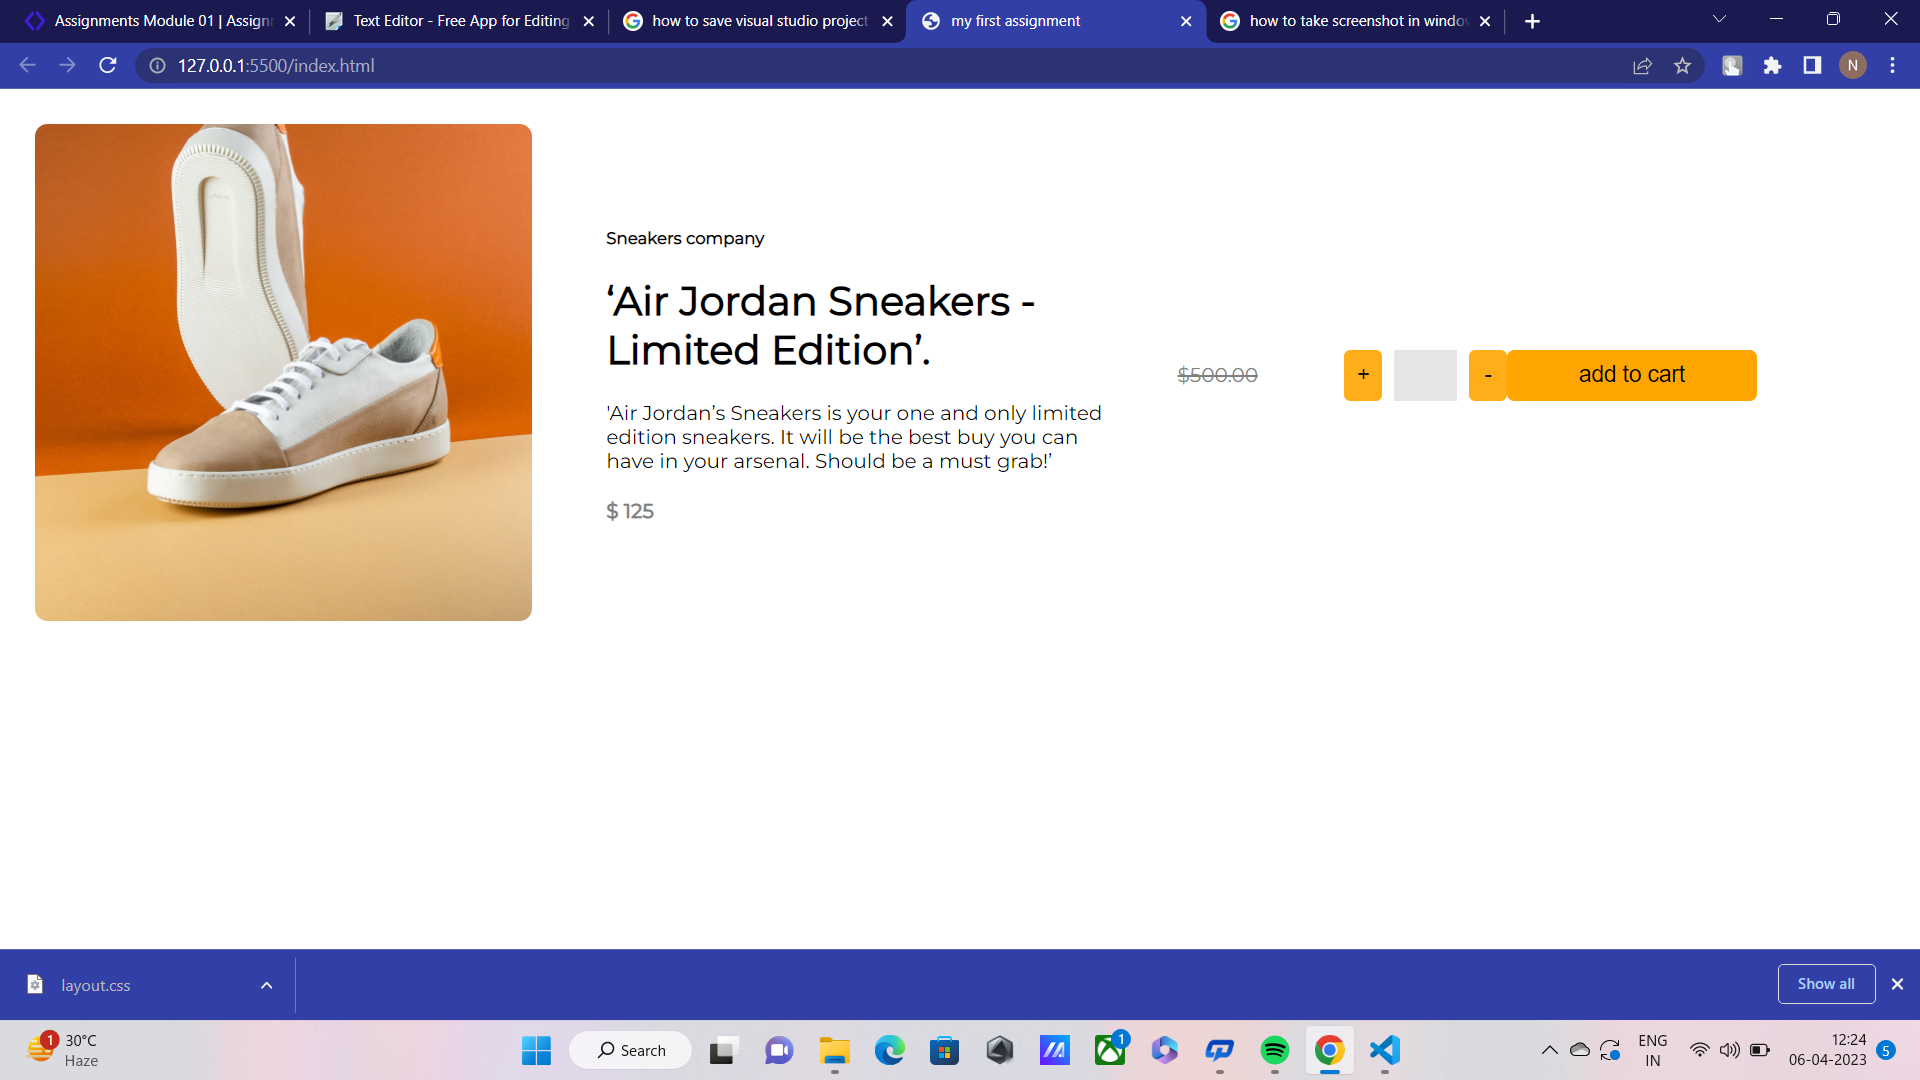 Assignments Module 01 | Assign
Text Editor - Free App for Editing
how to save visual studio project
my first assignment
how to take screenshot in windo
127.0.0.1:5500/index.html
N
Sneakers company
‘Air Jordan Sneakers -
Limited Edition’.
'Air Jordan’s Sneakers is your one and only limited
edition sneakers. It will be the best buy you can
have in your arsenal. Should be a must grab!’
$ 125
$500.00
+
-
add to cart
layout.css
Show all
1
30°C
Haze
Search
1
ENG
IN
12:24
06-04-2023
5